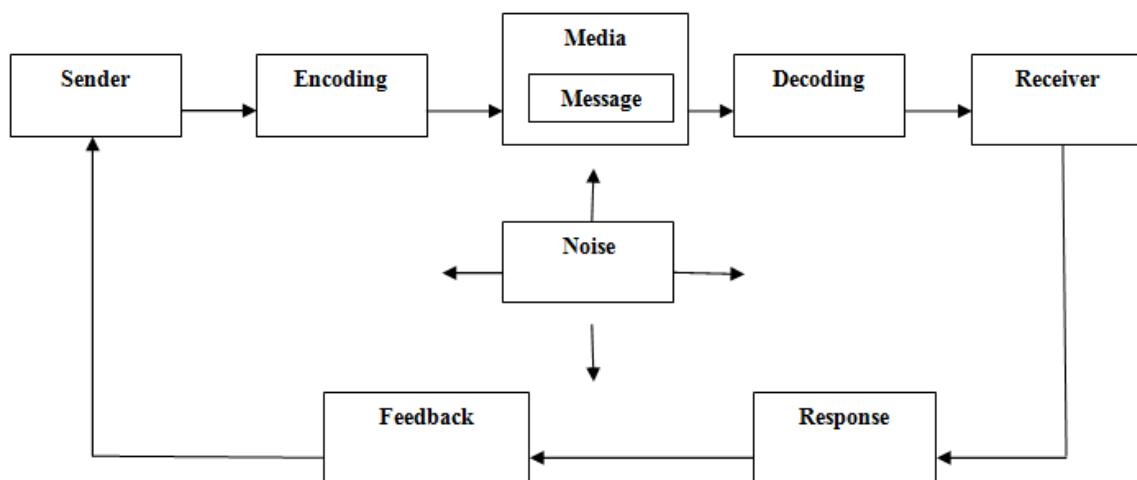 Sender
Encoding
Media
Message
Decoding
Receiver
Noise
Feedback
Response